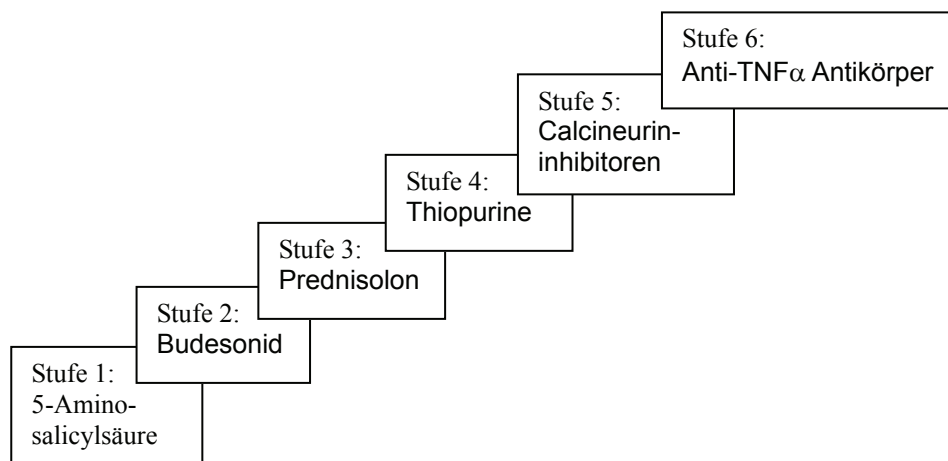 Stufe 6:
Anti-TNFα Antikörper
Stufe 5:
Calcineurin-
inhibitoren
Stufe 4:
Thiopurine
Stufe 3:
Prednisolon
Stufe 2:
Budesonid
Stufe 1:
5-Amino-
salicylsäure